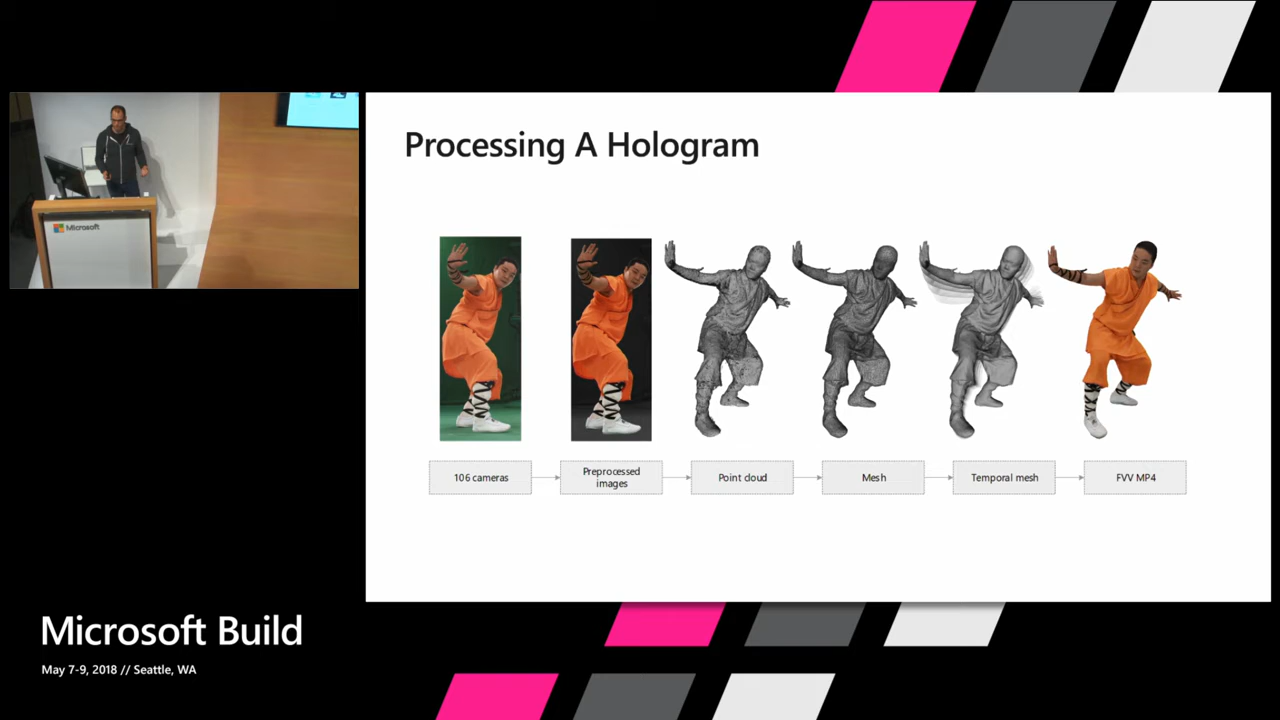 Processing A Hologram
Microsoft
106 cameras
Preprocessed
images
Point cloud
Mesh
Temporal mesh
FVV MP4
Microsoft Build
May 7-9, 2018 // Seattle, WA